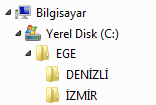 Bilgisayar
Yerel Disk (C:)
EGE
DENİZLİ
İZMİR